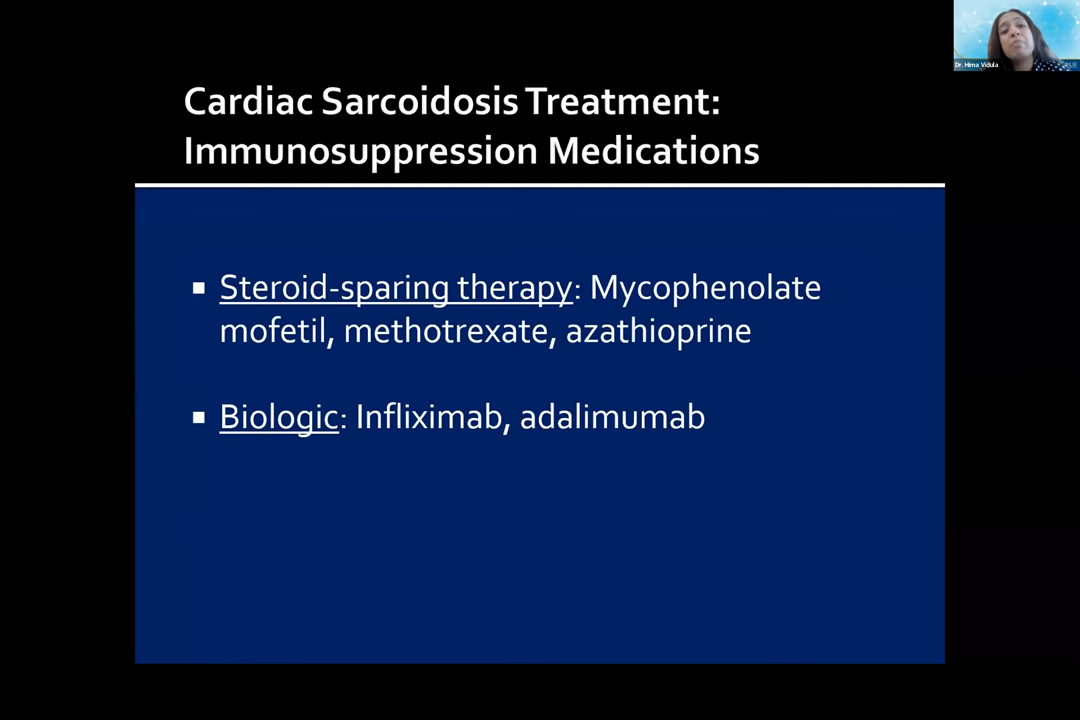 Dr. Hima Vidula
Cardiac Sarcoidosis Treatment:
Immunosuppression Medications
▪ Steroid-sparing therapy: Mycophenolate
mofetil, methotrexate, azathioprine
▪ Biologic: Infliximab, adalimumab